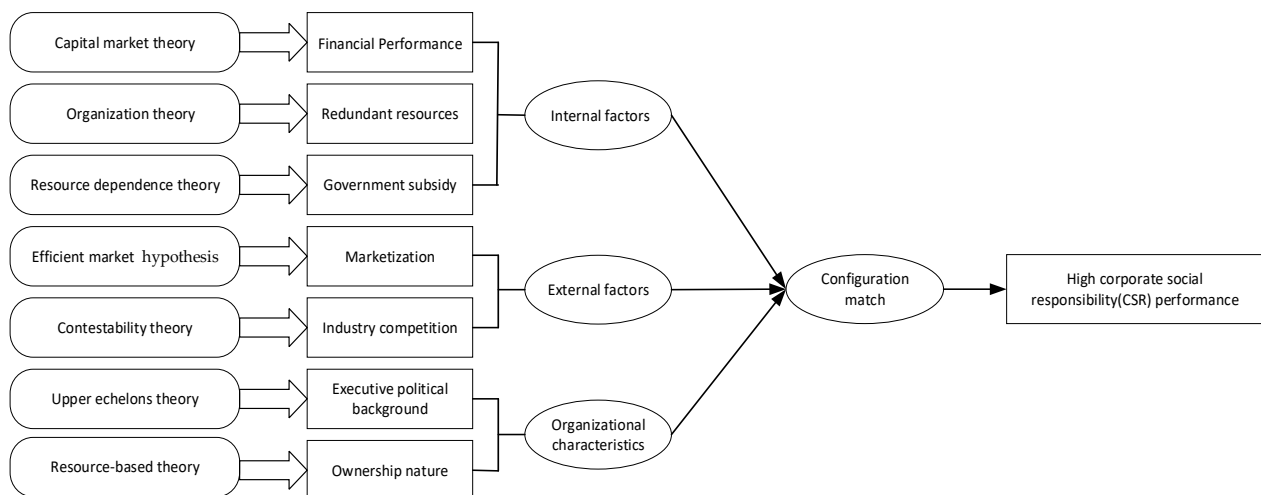 Capital market theory
Financial Performance
Organization theory
Redundant resources
Internal factors
Resource dependence theory
Government subsidy
Efficient market hypothesis
Marketization
External factors
Configuration
match
High corporate social
responsibility(CSR) performance
Contestability theory
Industry competition
Upper echelons theory
Executive political
background
Organizational
characteristics
Resource-based theory
Ownership nature